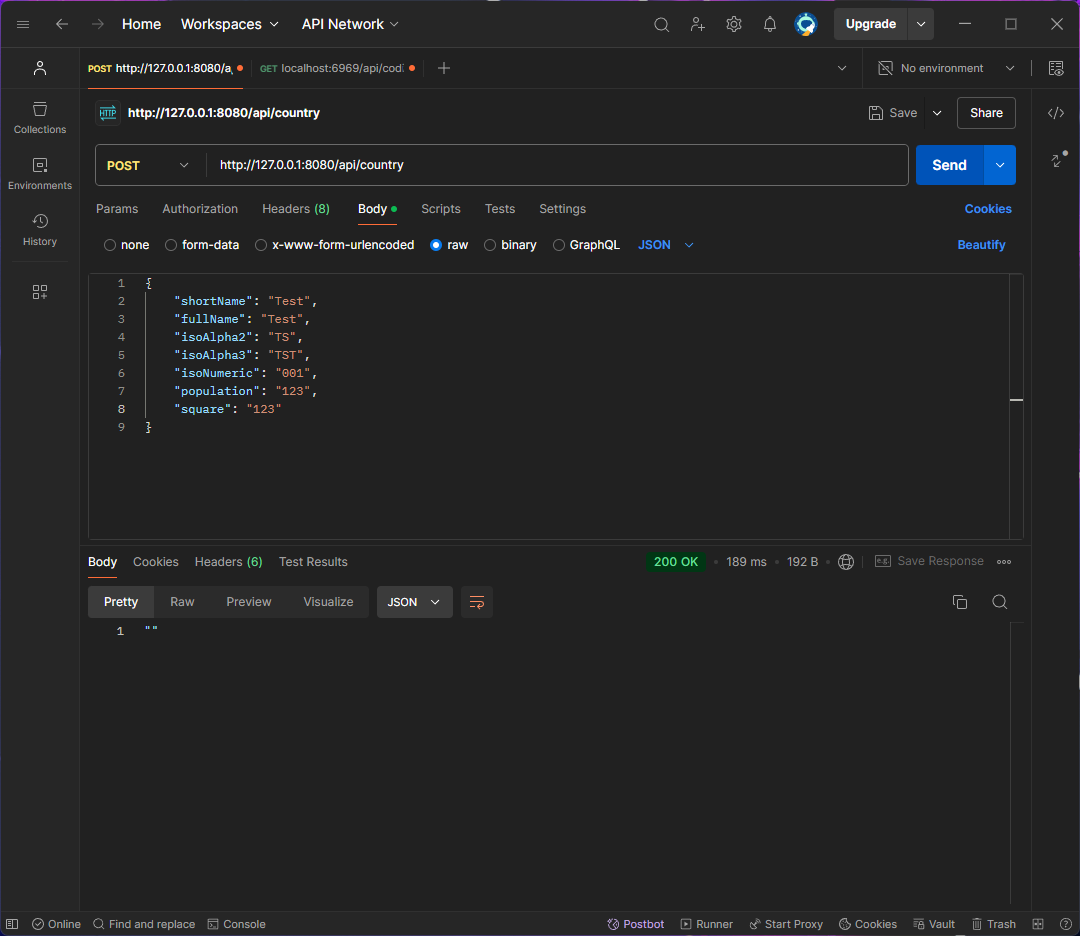 Home Workspaces API Network Upgrade
POST http://127.0.0.1:8080/a, GET localhost:6969/api/cod No environment
HTTP http://127.0.0.1:8080/api/country Save Share
Collections
POST http://127.0.0.1:8080/api/country Send
Environments
Params Authorization Headers (8) Body Scripts Tests Settings Cookies
History
none form-data x-www-form-urlencoded raw binary GraphQL JSON Beautify
1 {
2 "shortName": "Test",
3 "fullName": "Test",
4 "isoAlpha2": "TS",
5 "isoAlpha3": "TST",
6 "isoNumeric": "001",
7 "population": "123",
8 "square": "123"
9 }
Body Cookies Headers (6) Test Results 200 OK • 189 ms • 192 B • Save Response
Pretty Raw Preview Visualize JSON
1 ""
Online Find and replace Console Postbot Runner Start Proxy Cookies Vault Trash